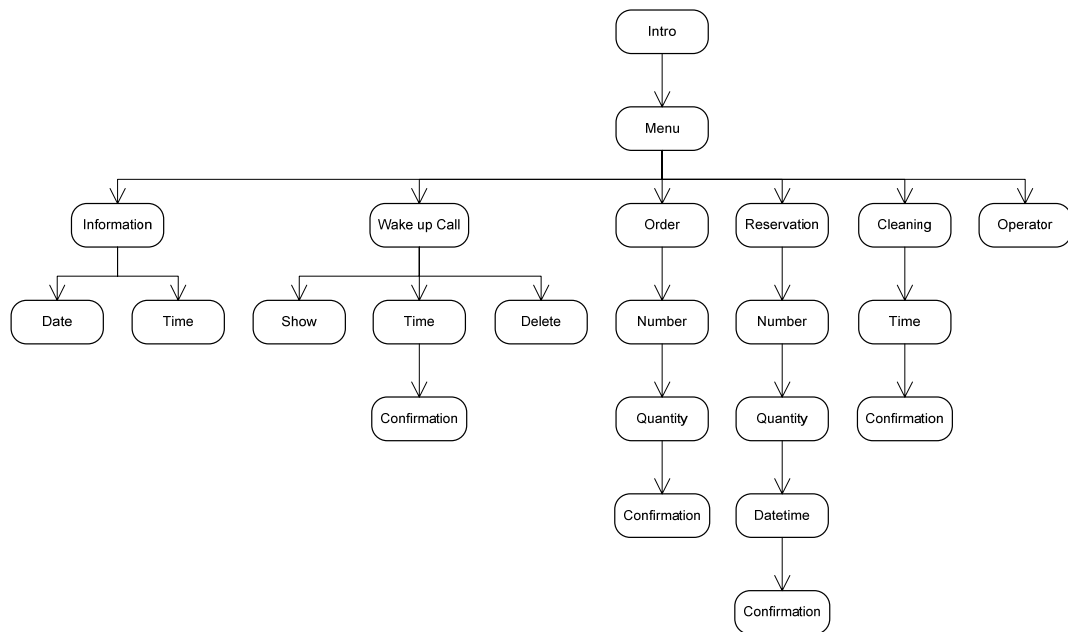 Intro
Menu
Information
Wake up Call
Order
Reservation
Cleaning
Operator
Date
Time
Show
Time
Delete
Number
Number
Time
Confirmation
Quantity
Quantity
Confirmation
Confirmation
Datetime
Confirmation